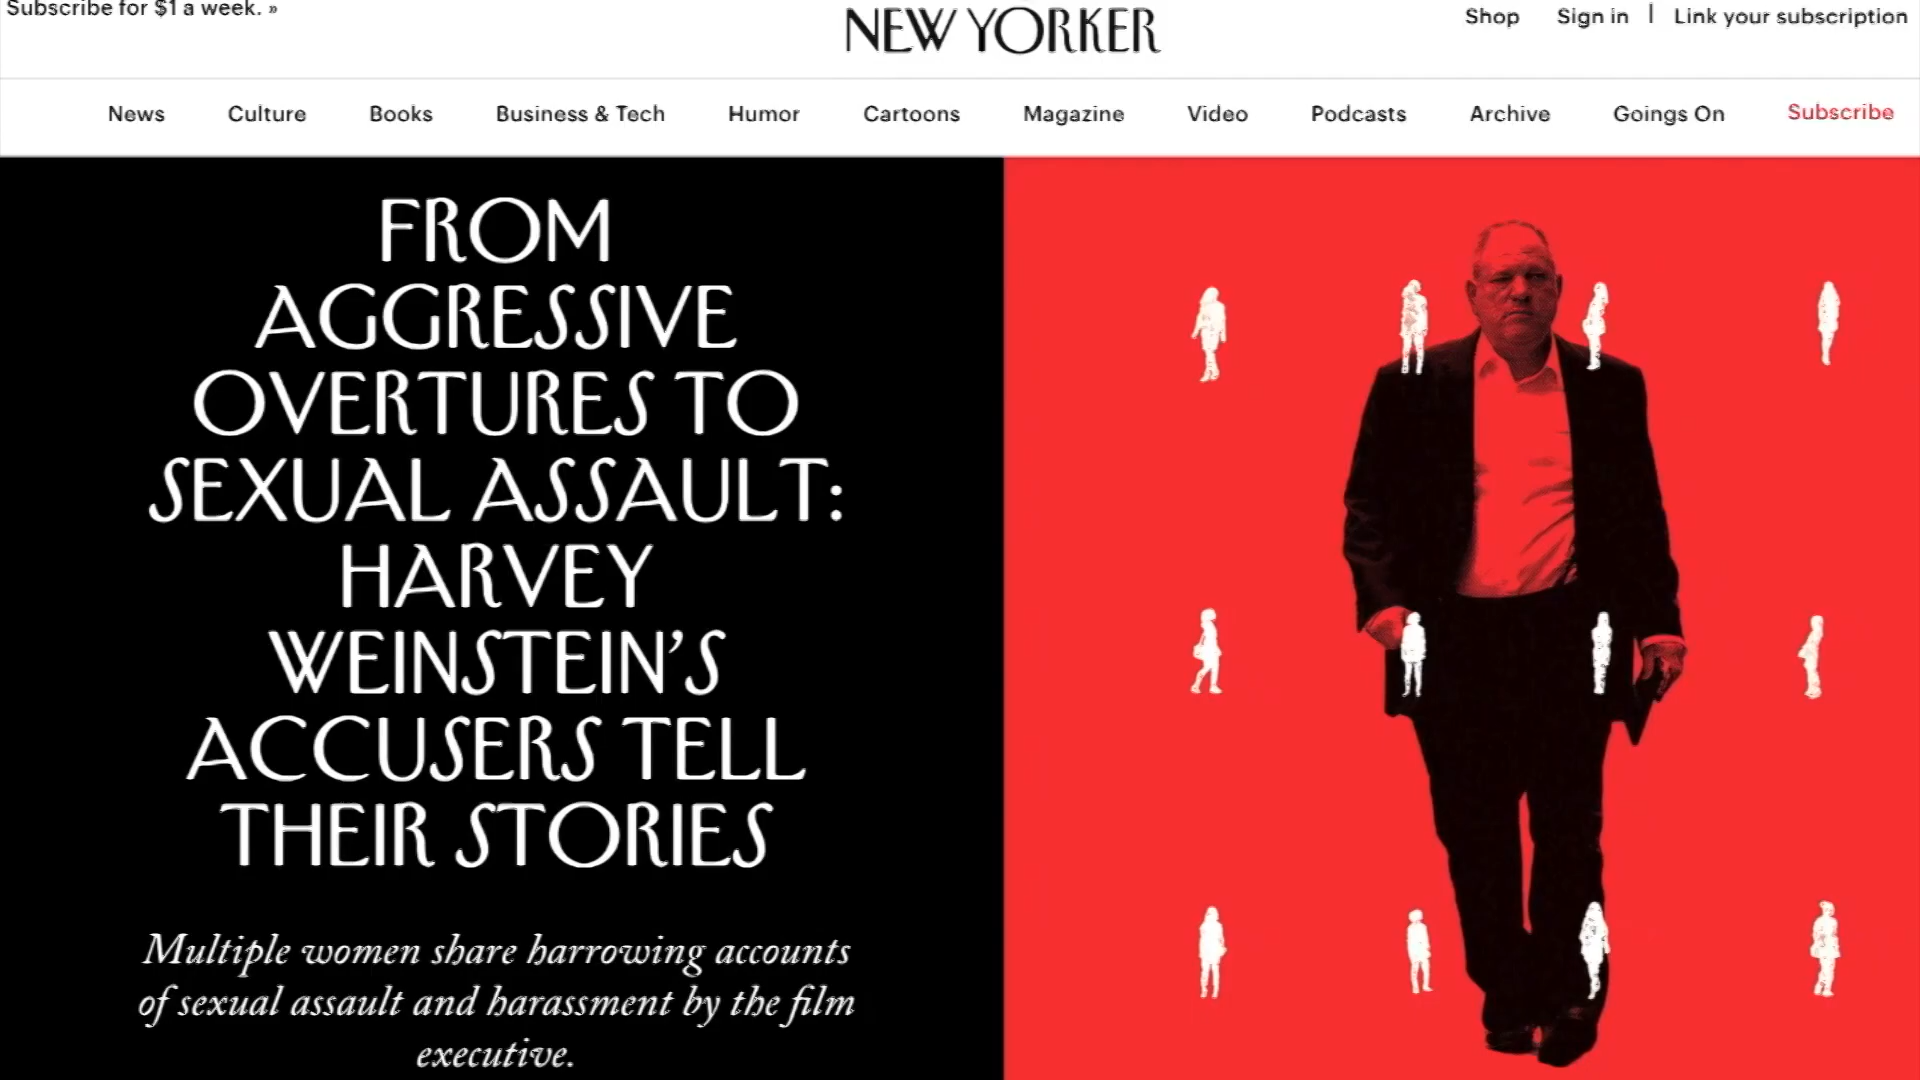 Subscribe for $1 a week. »
NEW YORKER
Shop Sign in | Link your subscription
News Culture Books Business & Tech Humor Cartoons Magazine Video Podcasts Archive Goings On Subscribe
FROM
AGGRESSIVE
OVERTURES TO
SEXUAL ASSAULT:
HARVEY
WEINSTEIN’S
ACCUSERS TELL
THEIR STORIES
Multiple women share harrowing accounts
of sexual assault and harassment by the film
executive.